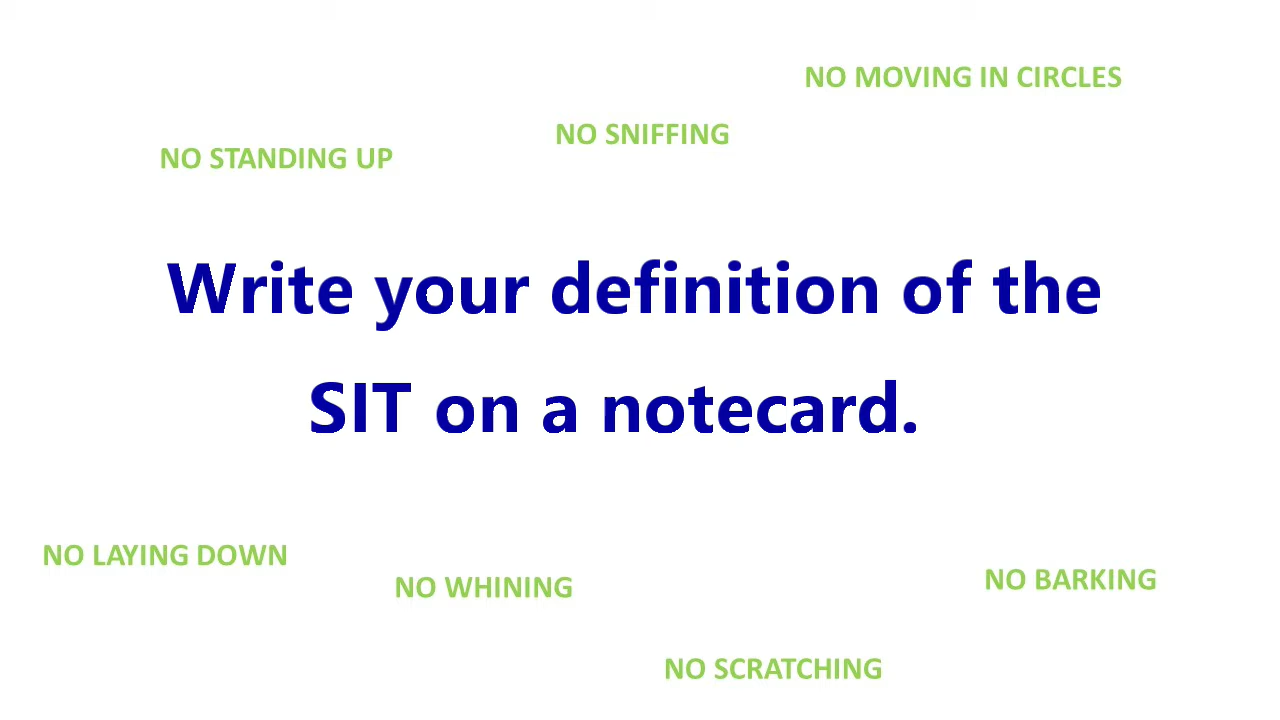 NO MOVING IN CIRCLES
NO SNIFFING
NO STANDING UP
Write your definition of the
SIT on a notecard.
NO LAYING DOWN
NO WHINING
NO BARKING
NO SCRATCHING